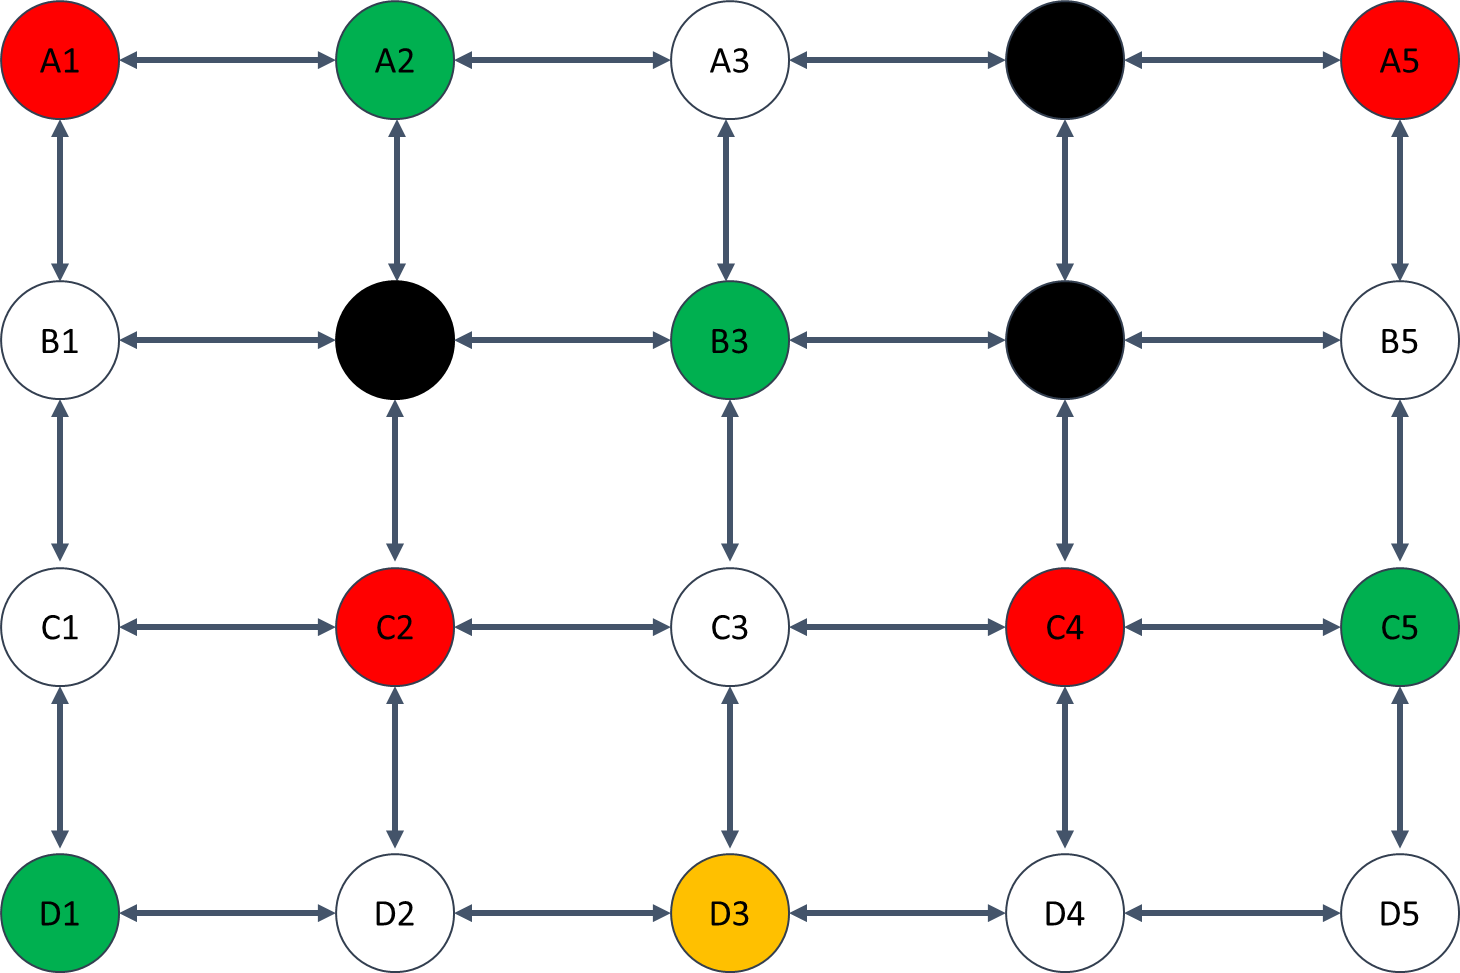 A1 A2 A3 A5
B1 B3 B5
C1 C2 C3 C4 C5
D1 D2 D3 D4 D5